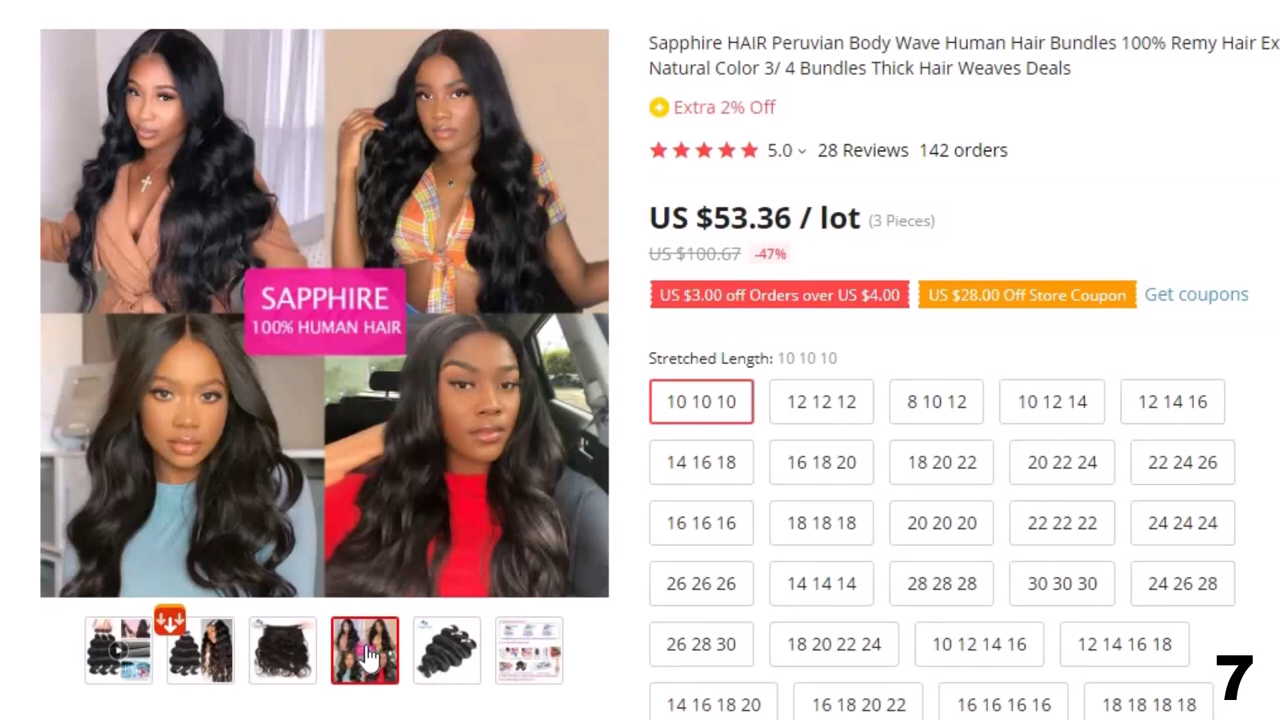 Sapphire HAIR Peruvian Body Wave Human Hair Bundles 100% Remy Hair Ex
Natural Color 3/ 4 Bundles Thick Hair Weaves Deals
Extra 2% Off
5.0 28 Reviews 142 orders
US $53.36 / lot (3 Pieces)
US $100.67 -47%
US $3.00 off Orders over US $4.00 US $28.00 Off Store Coupon Get coupons
SAPPHIRE
100% HUMAN HAIR
Stretched Length: 10 10 10
10 10 10 12 12 12 8 10 12 10 12 14 12 14 16
14 16 18 16 18 20 18 20 22 20 22 24 22 24 26
16 16 16 18 18 18 20 20 20 22 22 22 24 24 24
26 26 26 14 14 14 28 28 28 30 30 30 24 26 28
26 28 30 18 20 22 24 10 12 14 16 12 14 16 18
14 16 18 20 16 18 20 22 16 16 16 16 18 18 18 18
7